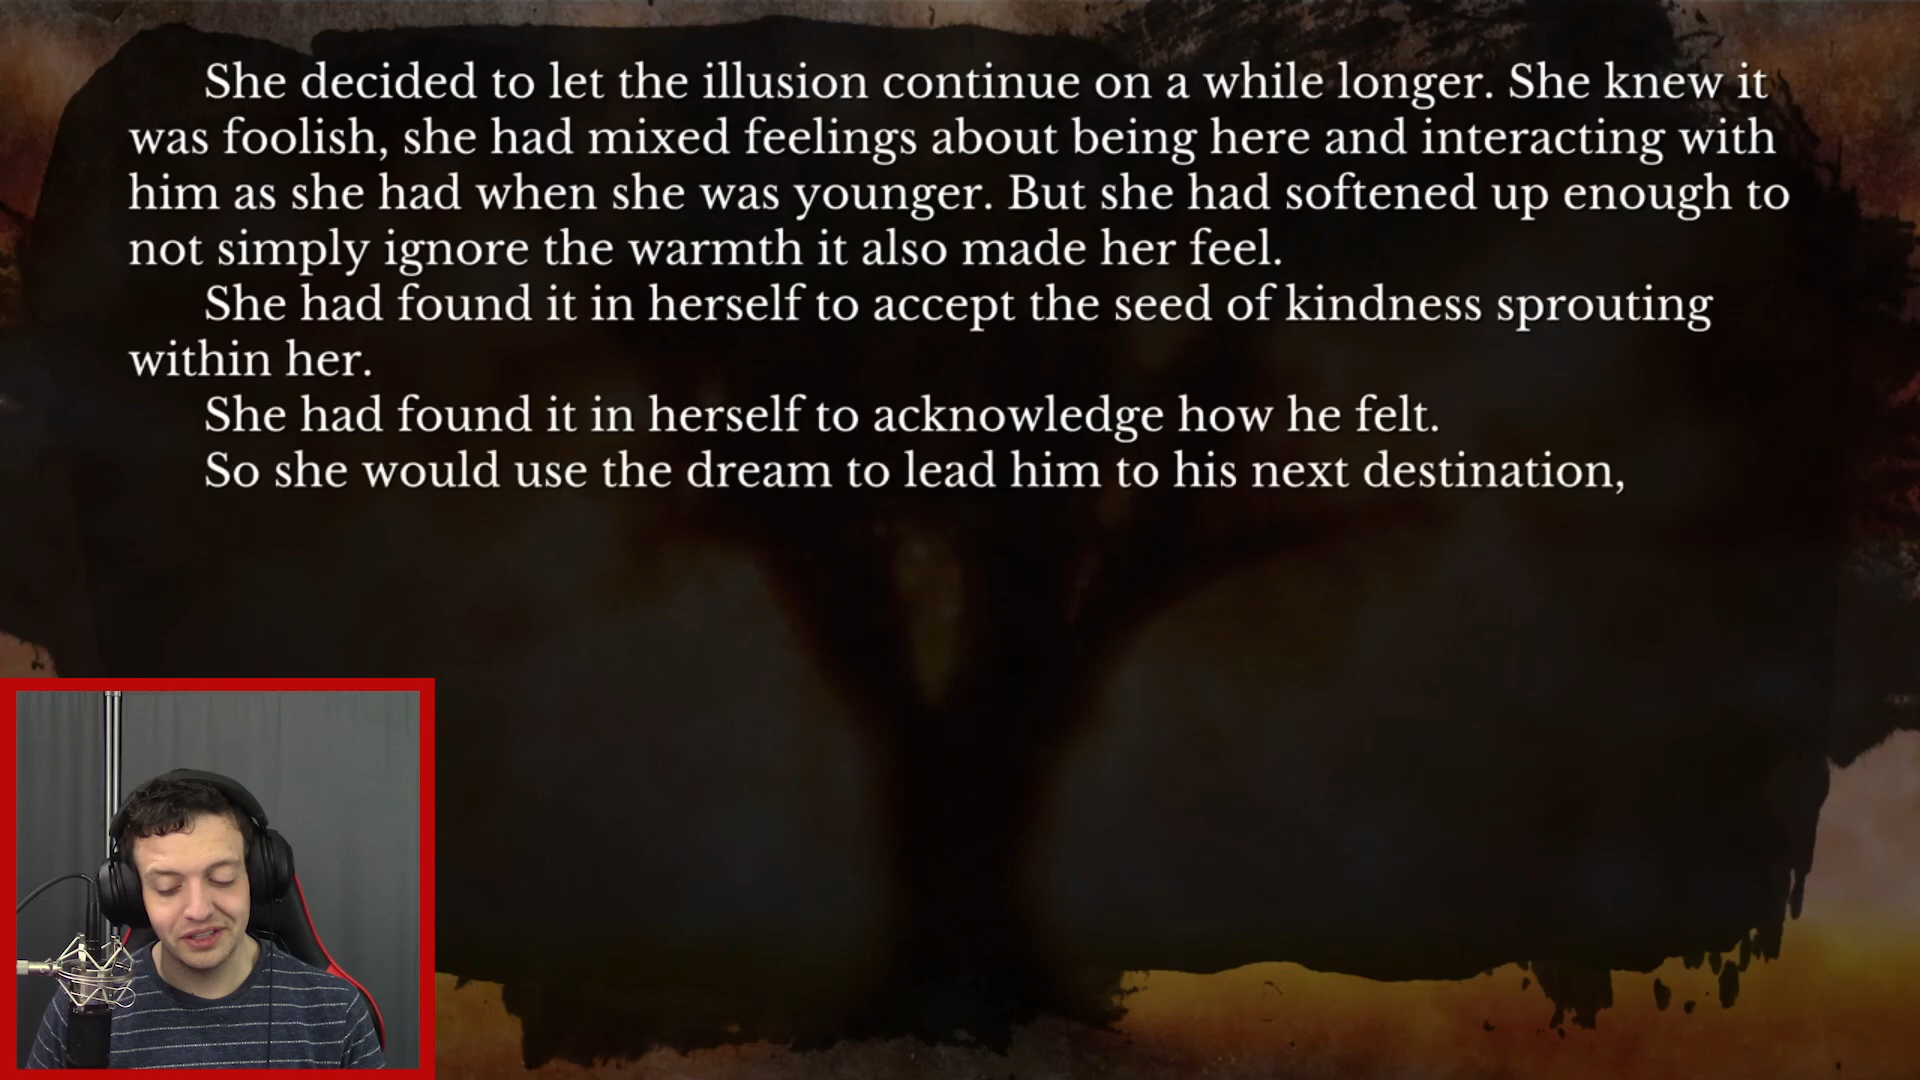 She decided to let the illusion continue on a while longer. She knew it
was foolish, she had mixed feelings about being here and interacting with
him as she had when she was younger. But she had softened up enough to
not simply ignore the warmth it also made her feel.
She had found it in herself to accept the seed of kindness sprouting
within her.
She had found it in herself to acknowledge how he felt.
So she would use the dream to lead him to his next destination,